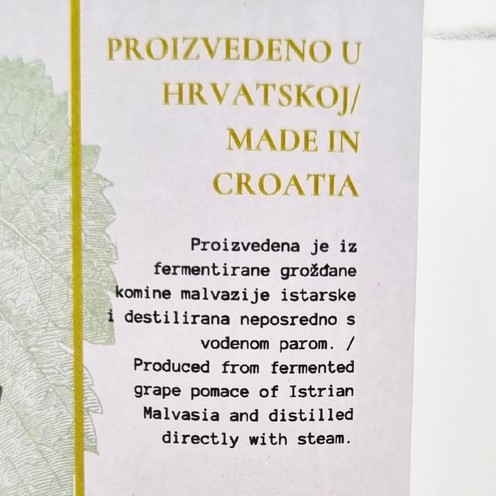 PROIZVEDENO U
HRVATSKOJ/
MADE IN
CROATIA
Proizvedena je iz
fermentirane grožđane
komine malvazije istarske
i destilirana neposredno s
vodenom parom. /
Produced from fermented
grape pomace of Istrian
Malvasia and distilled
directly with steam.